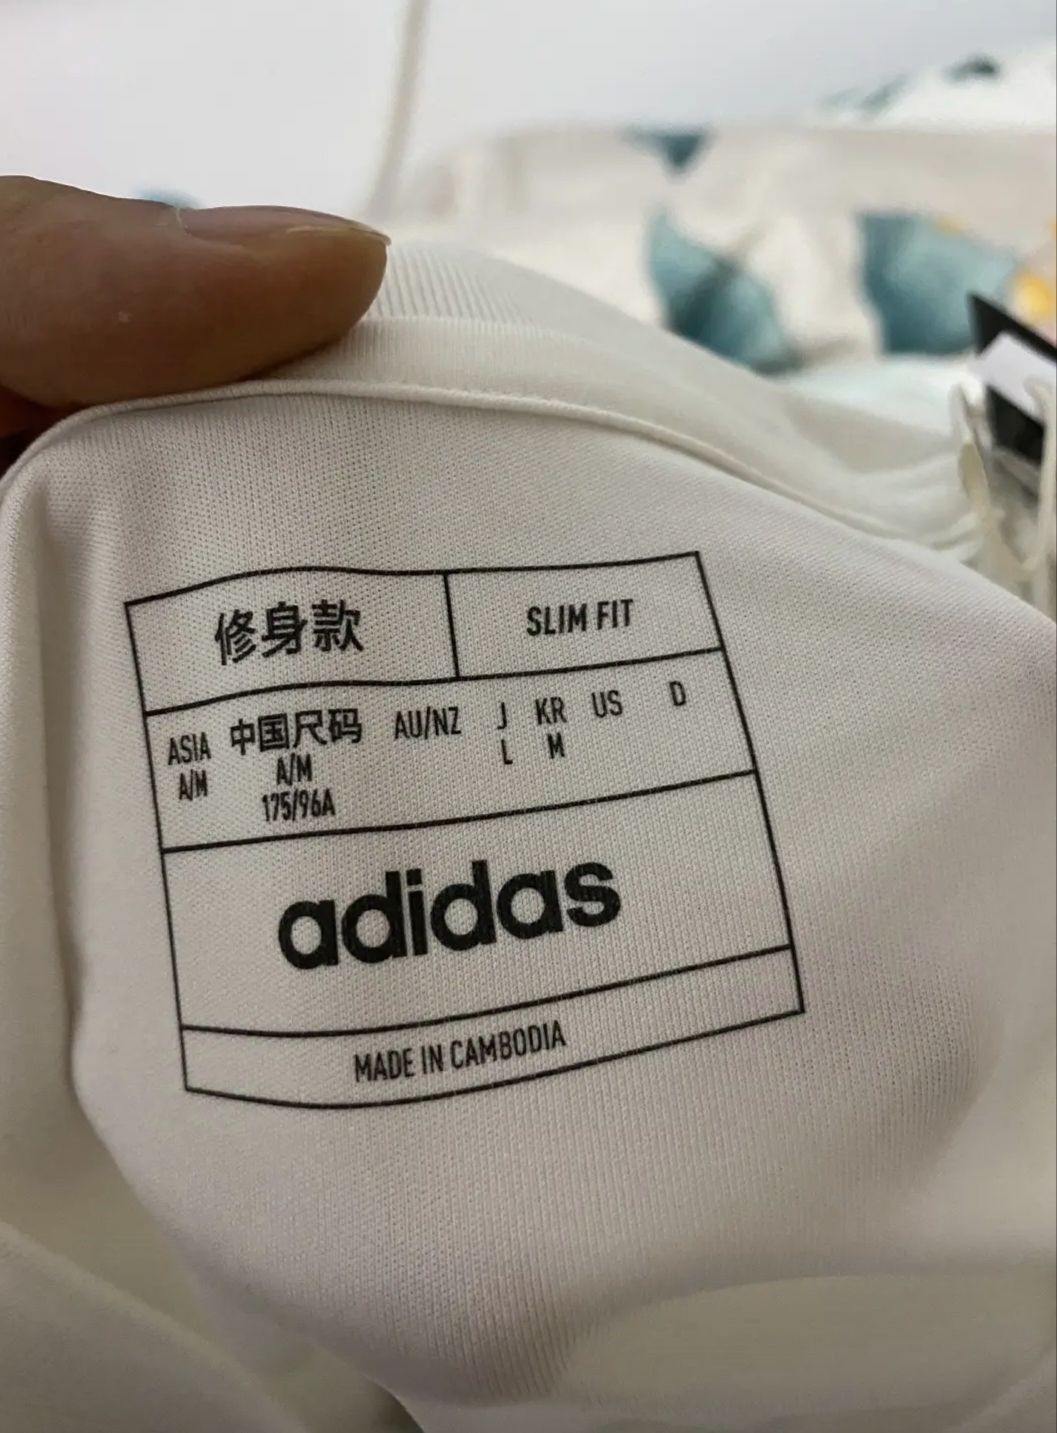 修身款 SLIM FIT
ASIA 中国尺码 AU/NZ J KR US D
A/M A/M L M
175/96A
adidas
MADE IN CAMBODIA